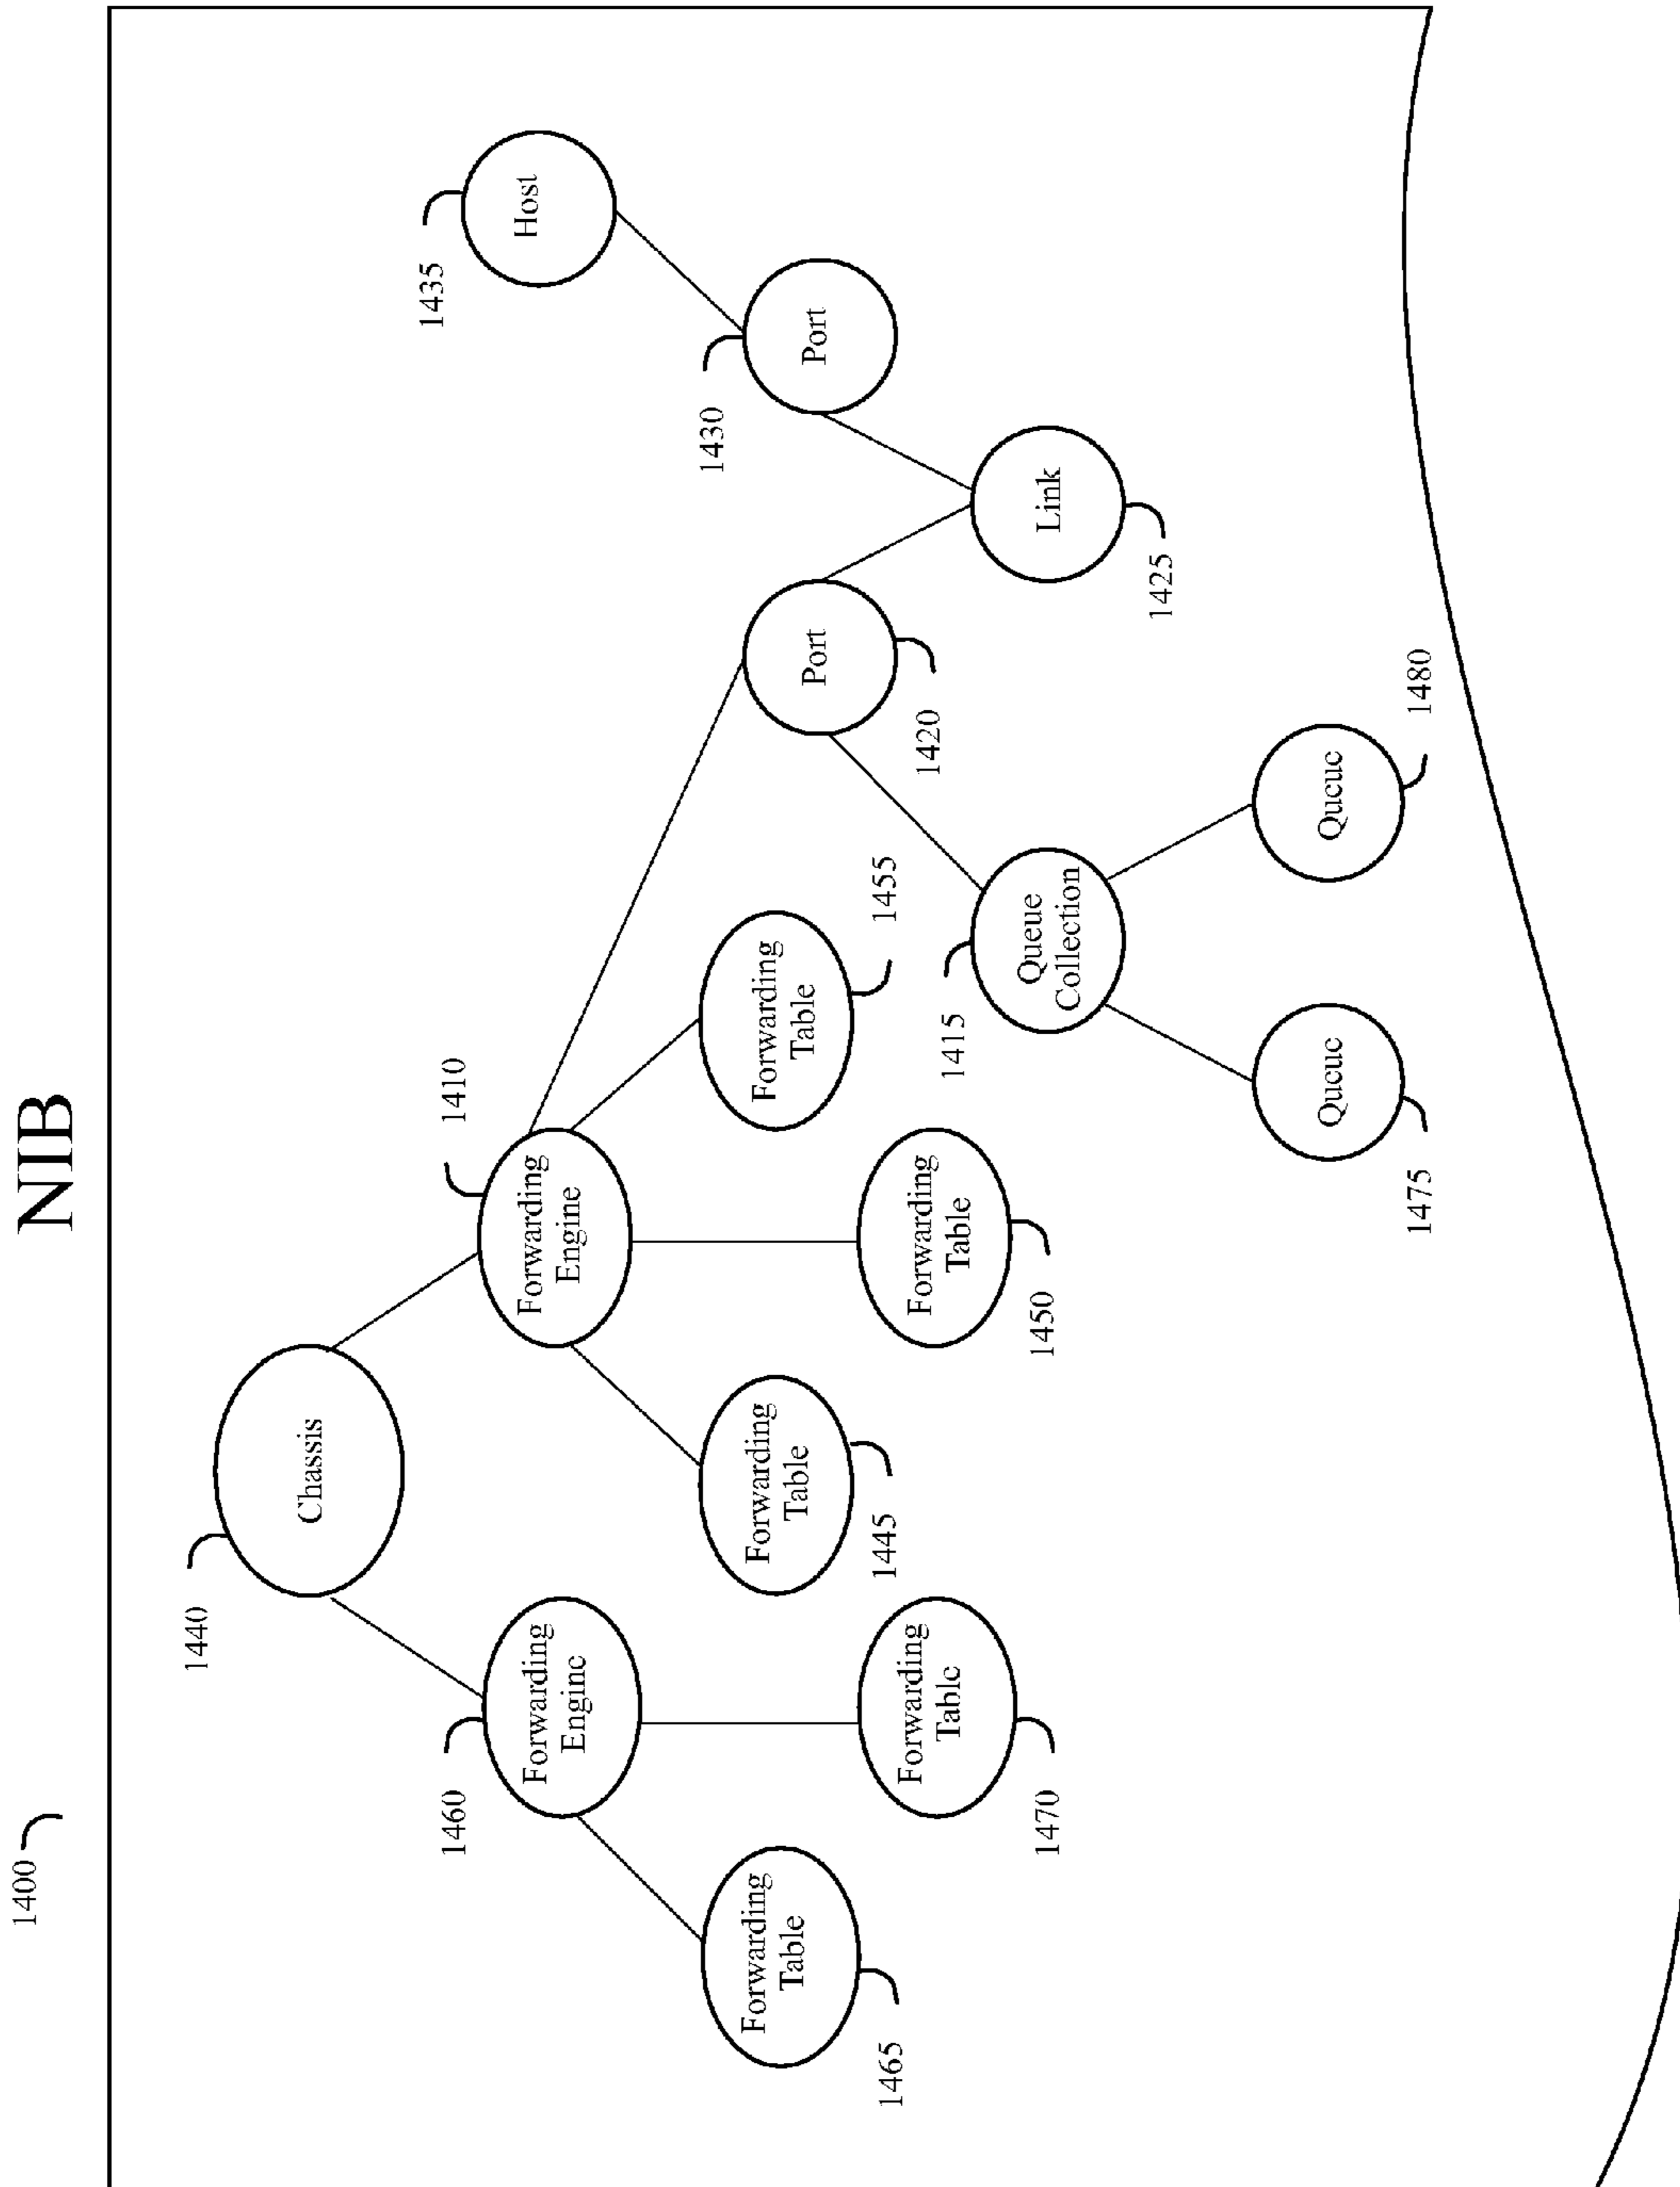 1400
NIB
1440
Chassis
1435
Host
1460
Forwarding
Engine
1410
Forwarding
Engine
1430
Port
Port
1420
Forwarding
Table
1465
Forwarding
Table
1445
Forwarding
Table
1455
Forwarding
Table
1470
Forwarding
Table
1450
1415
Queue
Collection
Link
1425
Queue
1475
Queue
1480